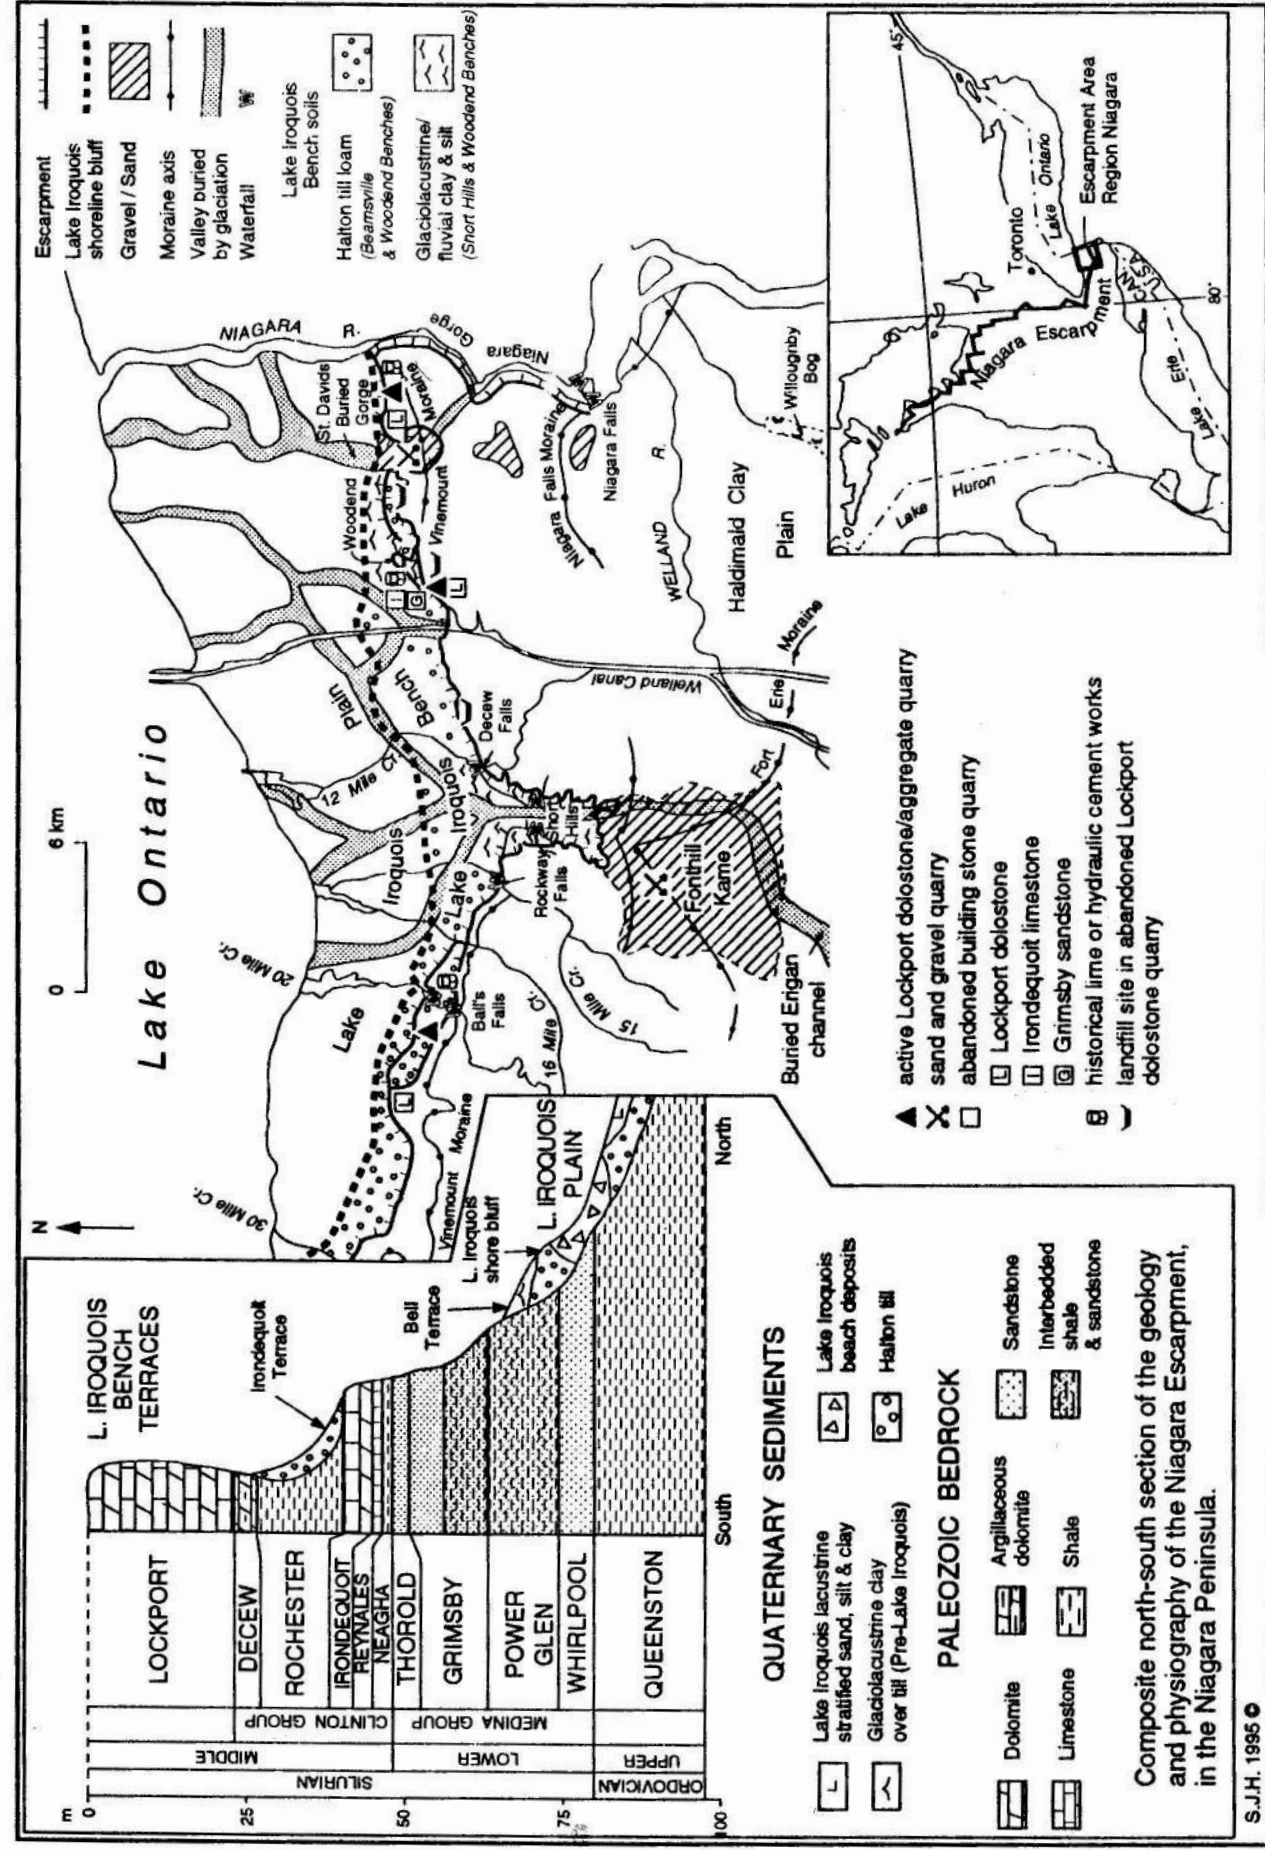 Escarpment
Lake Iroquois
shoreline bluff
Gravel / Sand
Moraine axis
Valley buried
by glaciation
Waterfall
Lake Iroquois
Bench soils
Halton till loam
(Beamsville
& Woodend Benches)
Glaciolacustrine/
fluvial clay & silt
(Short Hills & Woodend Benches)
N
0 6 km
Lake Ontario
30 Mile Cr.
20 Mile Cr.
12 Mile Cr.
NIAGARA
R.
Lake
Iroquois
Plain
Lake
Iroquois
Bench
Woodend
St. Davids
Buried
Gorge
Moraine
Vinemount
Niagara
Gorge
Vinemount Moraine
Ball's
Falls
16 Mile Cr.
15 Mile Cr.
Rockway
Falls
Short
Hills
Decew
Falls
Niagara Falls Moraine
Niagara Falls
WELLAND R.
Welland Canal
Haldimald Clay
Plain
Willoughby
Bog
Fonthill
Kame
Fort
Erie
Moraine
Buried Erigan
channel
L
L
L
L
I
G
45°
Toronto
Lake Ontario
Escarpment Area
Region Niagara
Niagara Escarpment
CAN
USA
Lake Huron
Lake Erie
80°
active Lockport dolostone/aggregate quarry
sand and gravel quarry
abandoned building stone quarry
L Lockport dolostone
I Irondequoit limestone
G Grimsby sandstone
historical lime or hydraulic cement works
landfill site in abandoned Lockport
dolostone quarry
L. IROQUOIS
BENCH
TERRACES
Irondequoit
Terrace
Bell
Terrace
L. Iroquois
shore bluff
L. IROQUOIS
PLAIN
South
North
m
0
25
50
75
100
SILURIAN
ORDOVICIAN
MIDDLE
LOWER
UPPER
CLINTON GROUP
MEDINA GROUP
LOCKPORT
DECEW
ROCHESTER
IRONDEQUOIT
REYNALES
NEAGHA
THOROLD
GRIMSBY
POWER
GLEN
WHIRLPOOL
QUEENSTON
QUATERNARY SEDIMENTS
Lake Iroquois lacustrine
stratified sand, silt & clay
Glaciolacustrine clay
over till (Pre-Lake Iroquois)
Lake Iroquois
beach deposits
Halton till
PALEOZOIC BEDROCK
Dolomite
Limestone
Argillaceous
dolomite
Shale
Sandstone
Interbedded
shale
& sandstone
Composite north-south section of the geology
and physiography of the Niagara Escarpment,
in the Niagara Peninsula.
S.J.H. 1995 ©